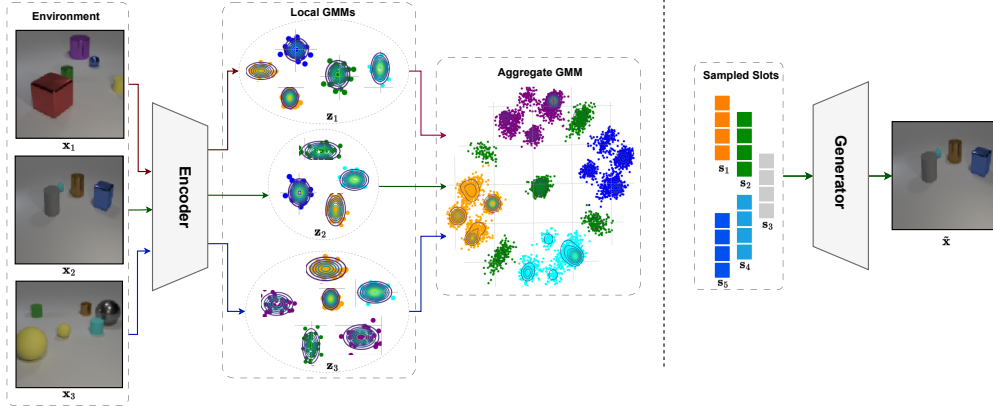 Environment
x1
x2
x3
Encoder
Local GMMs
z1
z2
z3
Aggregate GMM
Sampled Slots
s1
s2
s3
s4
s5
Generator
x̃